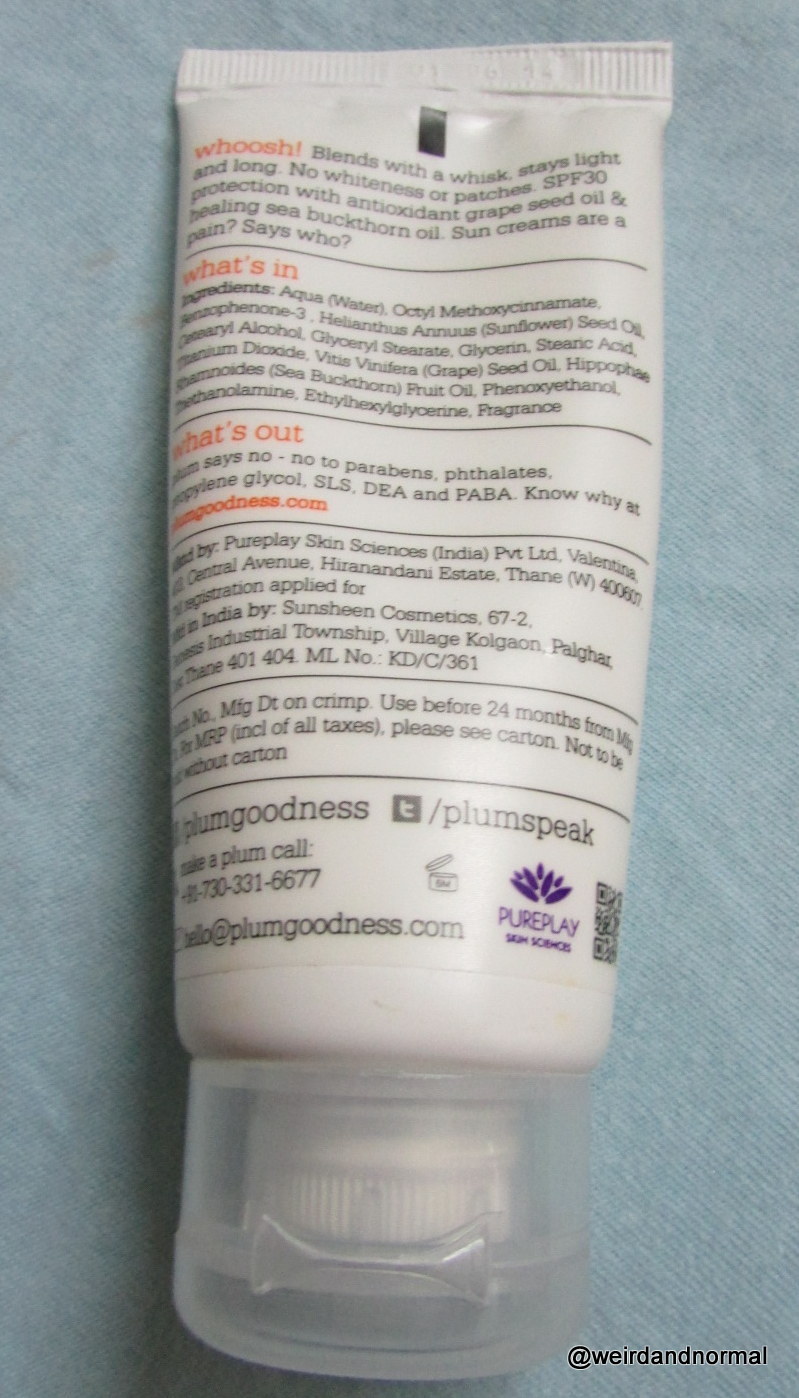 whoosh! Blends with a whisk, stays light
and long. No whiteness or patches. SPF30
protection with antioxidant grape seed oil &
healing sea buckthorn oil. Sun creams are a
pain? Says who?
what's in
Ingredients: Aqua (Water), Octyl Methoxycinnamate,
Benzophenone-3 , Helianthus Annuus (Sunflower) Seed Oil,
Cetearyl Alcohol, Glyceryl Stearate, Glycerin, Stearic Acid,
Titanium Dioxide, Vitis Vinifera (Grape) Seed Oil, Hippophae
Rhamnoides (Sea Buckthorn) Fruit Oil, Phenoxyethanol,
Triethanolamine, Ethylhexylglycerine, Fragrance
what's out
plum says no - no to parabens, phthalates,
propylene glycol, SLS, DEA and PABA. Know why at
plumgoodness.com
by: Pureplay Skin Sciences (India) Pvt Ltd, Valentina,
Central Avenue, Hiranandani Estate, Thane (W) 400607.
registration applied for
in India by: Sunsheen Cosmetics, 67-2,
Industrial Township, Village Kolgaon, Palghar,
Thane 401 404. ML No.: KD/C/361
No., Mfg Dt on crimp. Use before 24 months from Mfg
For MRP (incl of all taxes), please see carton. Not to be
without carton
/plumgoodness t/plumspeak
make a plum call:
+91-730-331-6677
6M
hello@plumgoodness.com
PUREPLAY
SKIN SCIENCES
@weirdandnormal